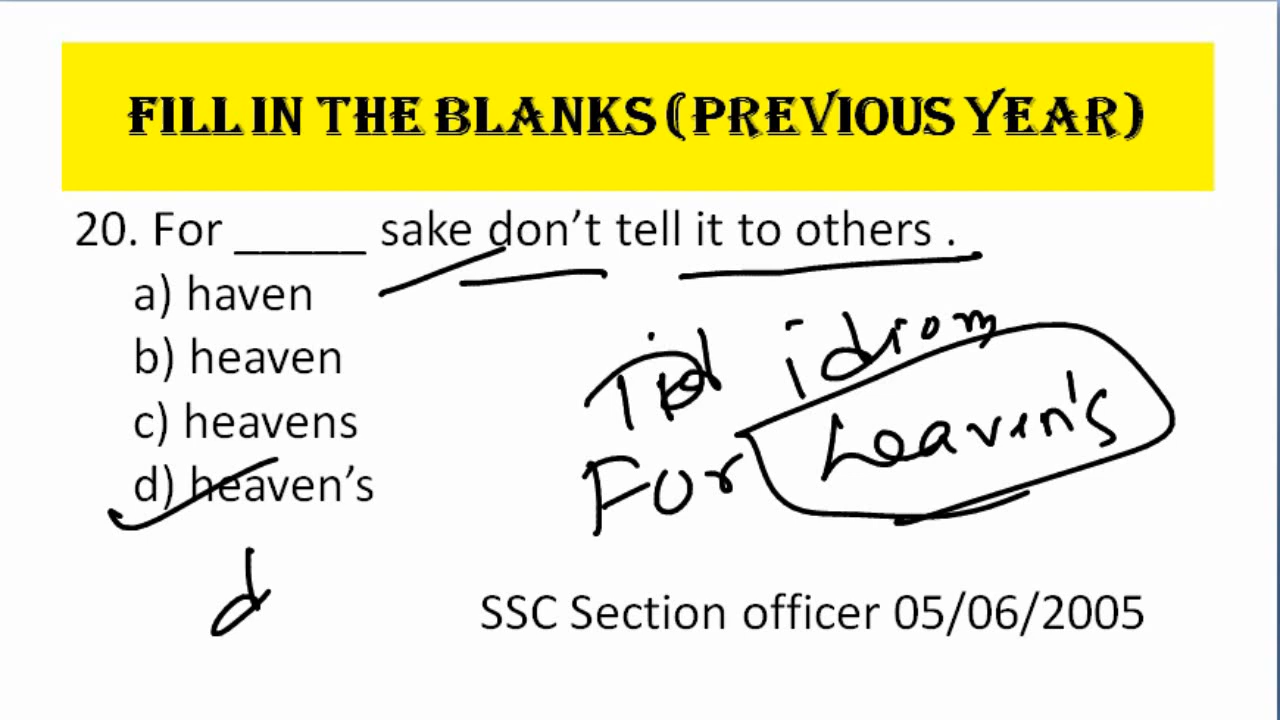 FILL IN THE BLANKS (PREVIOUS YEAR)
20. For _____ sake don't tell it to others .
a) haven
b) heaven
c) heavens
d) heaven's
idiom
For heaven's
d
SSC Section officer 05/06/2005